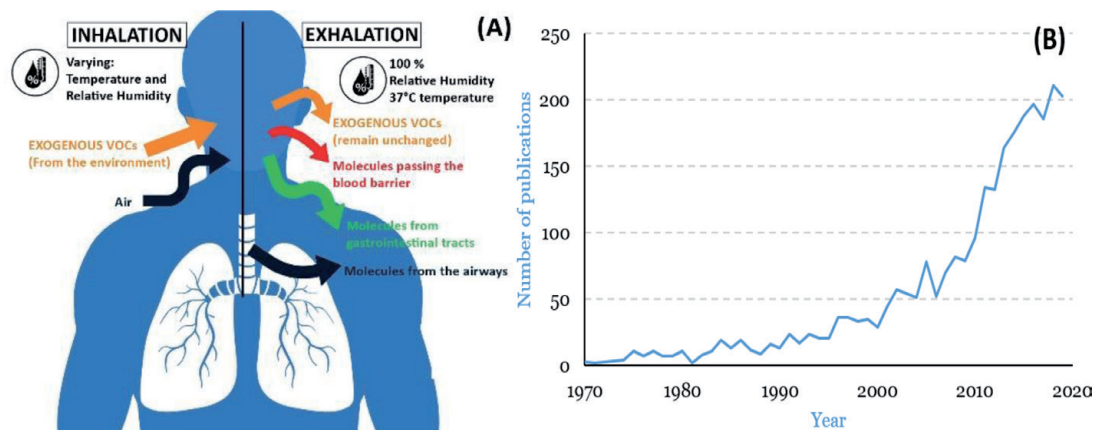 INHALATION
EXHALATION
(A)
%
Varying:
Temperature and
Relative Humidity
%
100 %
Relative Humidity
37°C temperature
EXOGENOUS VOCs
(From the environment)
Air
EXOGENOUS VOCs
(remain unchanged)
Molecules passing the
blood barrier
Molecules from
gastrointestinal tracts
Molecules from the airways
(B)
Number of publications
250
200
150
100
50
0
1970
1980
1990
2000
2010
2020
Year